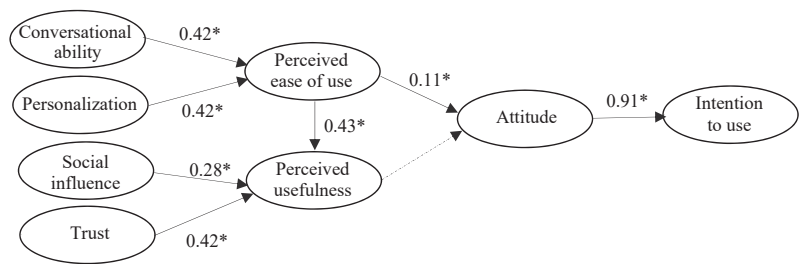 Conversational
ability
0.42*
Perceived
ease of use
Personalization
0.42*
0.11*
Attitude
0.91*
Intention
to use
0.43*
Social
influence
0.28*
Perceived
usefulness
Trust
0.42*